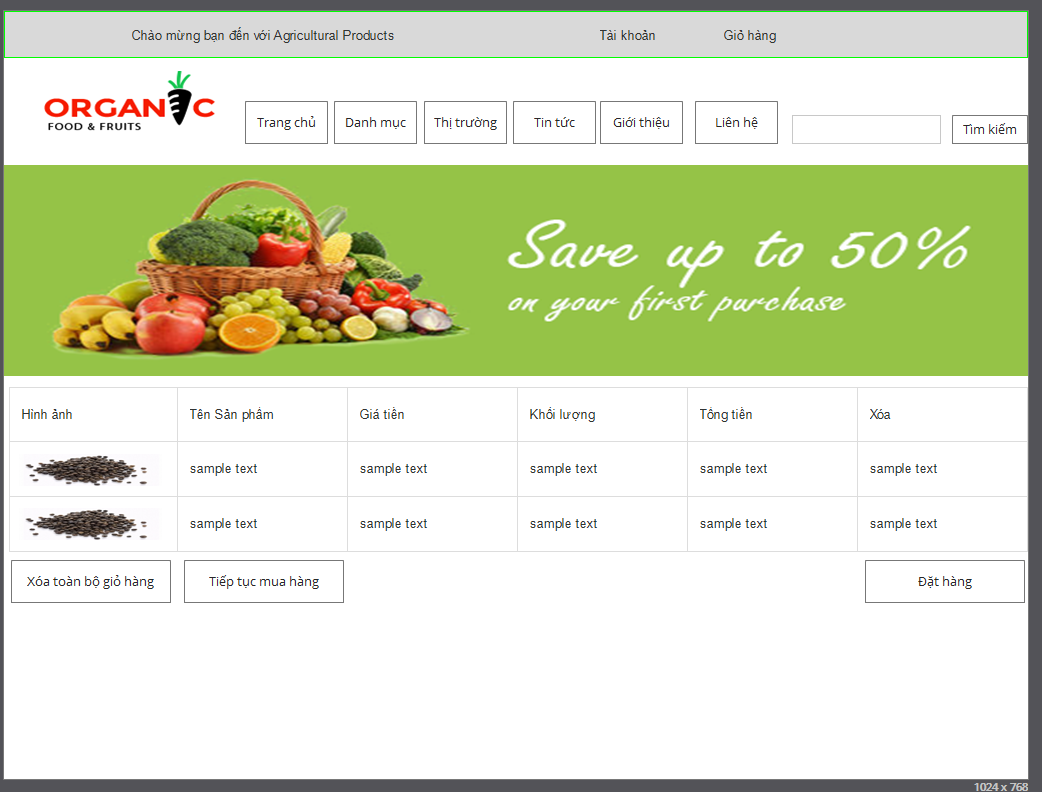 Chào mừng bạn đến với Agricultural Products Tài khoản Giỏ hàng
ORGANIC
FOOD & FRUITS
Trang chủ Danh mục Thị trường Tin tức Giới thiệu Liên hệ Tìm kiếm
Save up to 50%
on your first purchase
Hình ảnh Tên Sản phẩm Giá tiền Khối lượng Tổng tiền Xóa
sample text sample text sample text sample text sample text
sample text sample text sample text sample text sample text
Xóa toàn bộ giỏ hàng Tiếp tục mua hàng Đặt hàng
1024 x 768